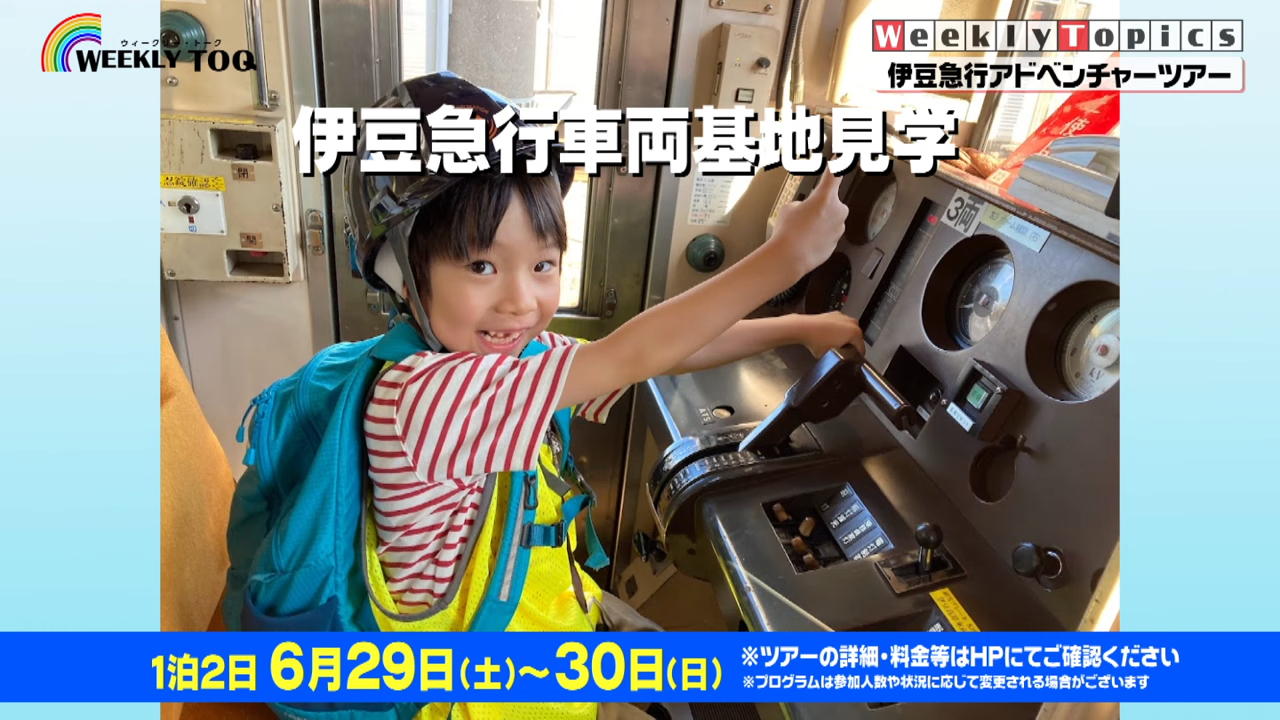 ウィークリー・トーク
WEEKLY TOQ
WeeklyTopics
伊豆急行アドベンチャーツアー
伊豆急行車両基地見学
3両
ATS
1泊2日 6月29日(土)~30日(日)
※ツアーの詳細・料金等はHPにてご確認ください
※プログラムは参加人数や状況に応じて変更される場合がございます